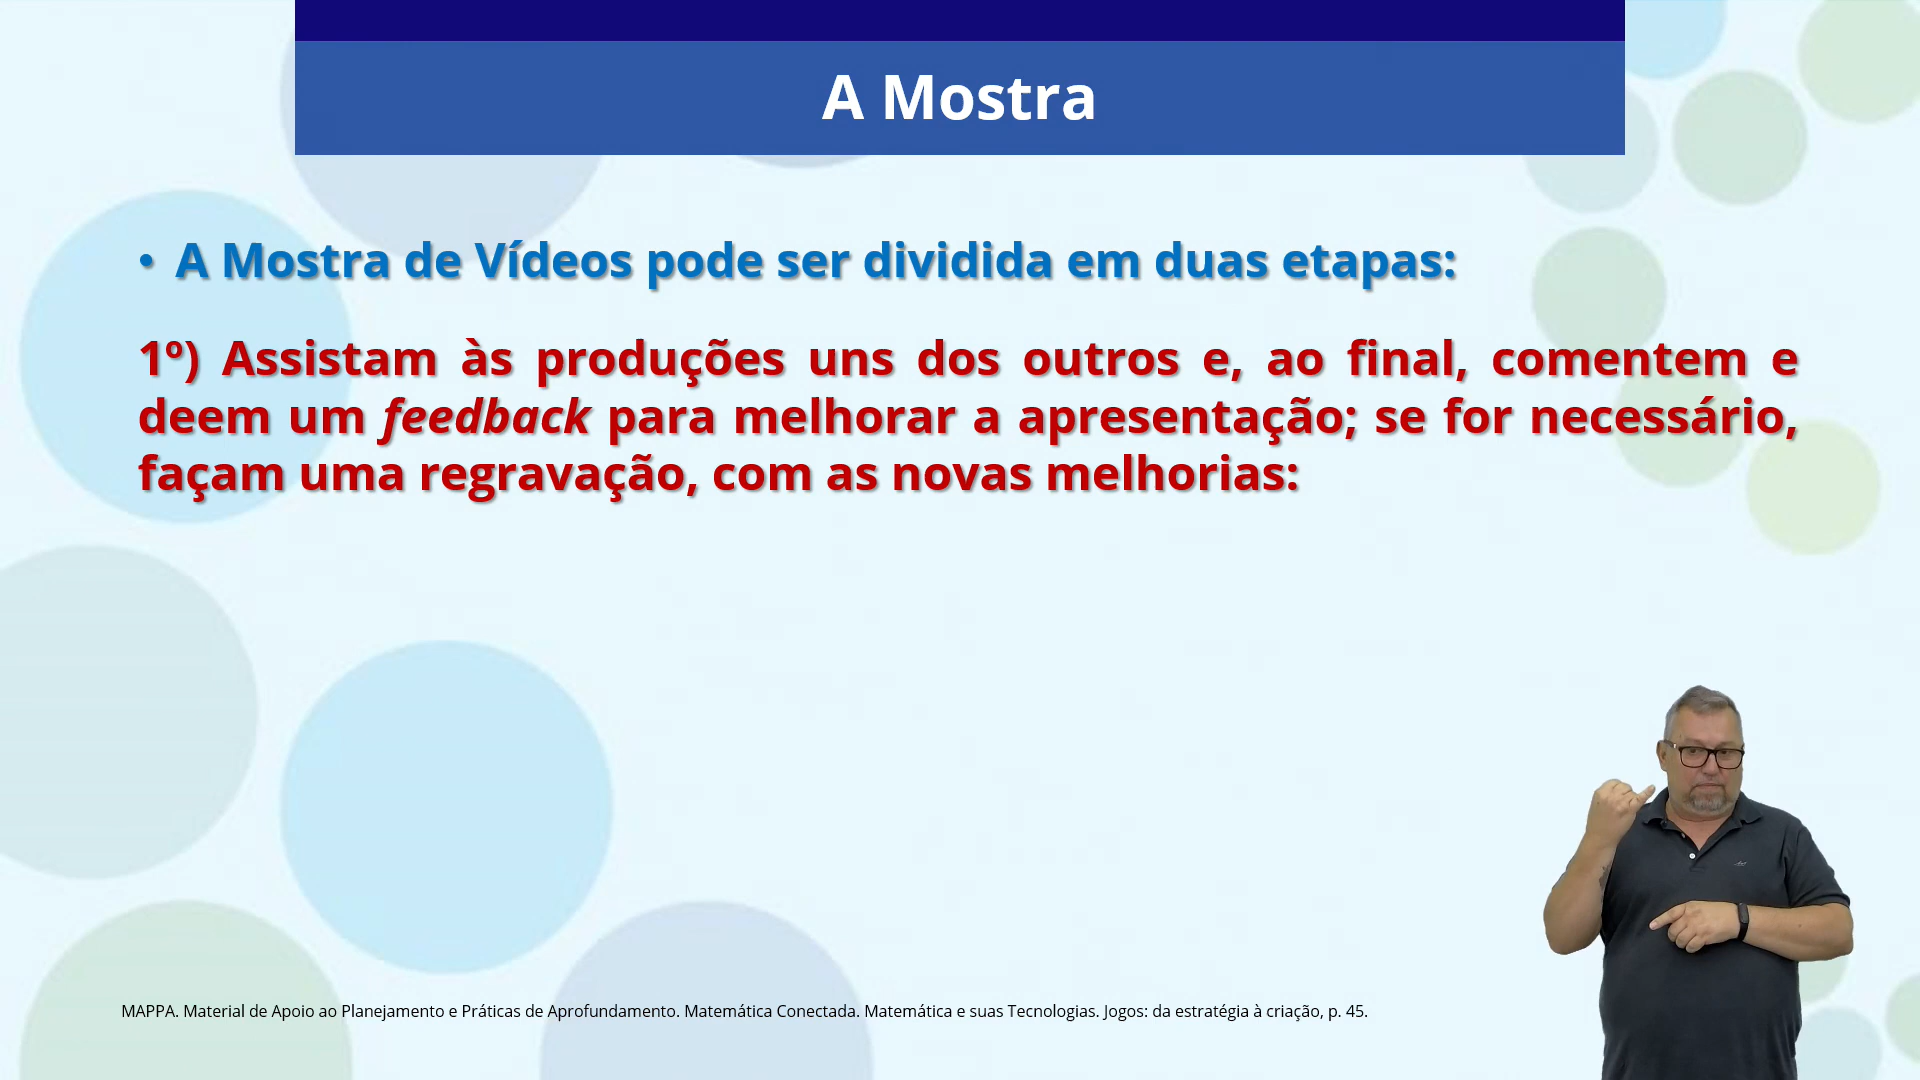 A Mostra
• A Mostra de Vídeos pode ser dividida em duas etapas:
1º) Assistam às produções uns dos outros e, ao final, comentem e
deem um feedback para melhorar a apresentação; se for necessário,
façam uma regravação, com as novas melhorias:
MAPPA. Material de Apoio ao Planejamento e Práticas de Aprofundamento. Matemática Conectada. Matemática e suas Tecnologias. Jogos: da estratégia à criação, p. 45.